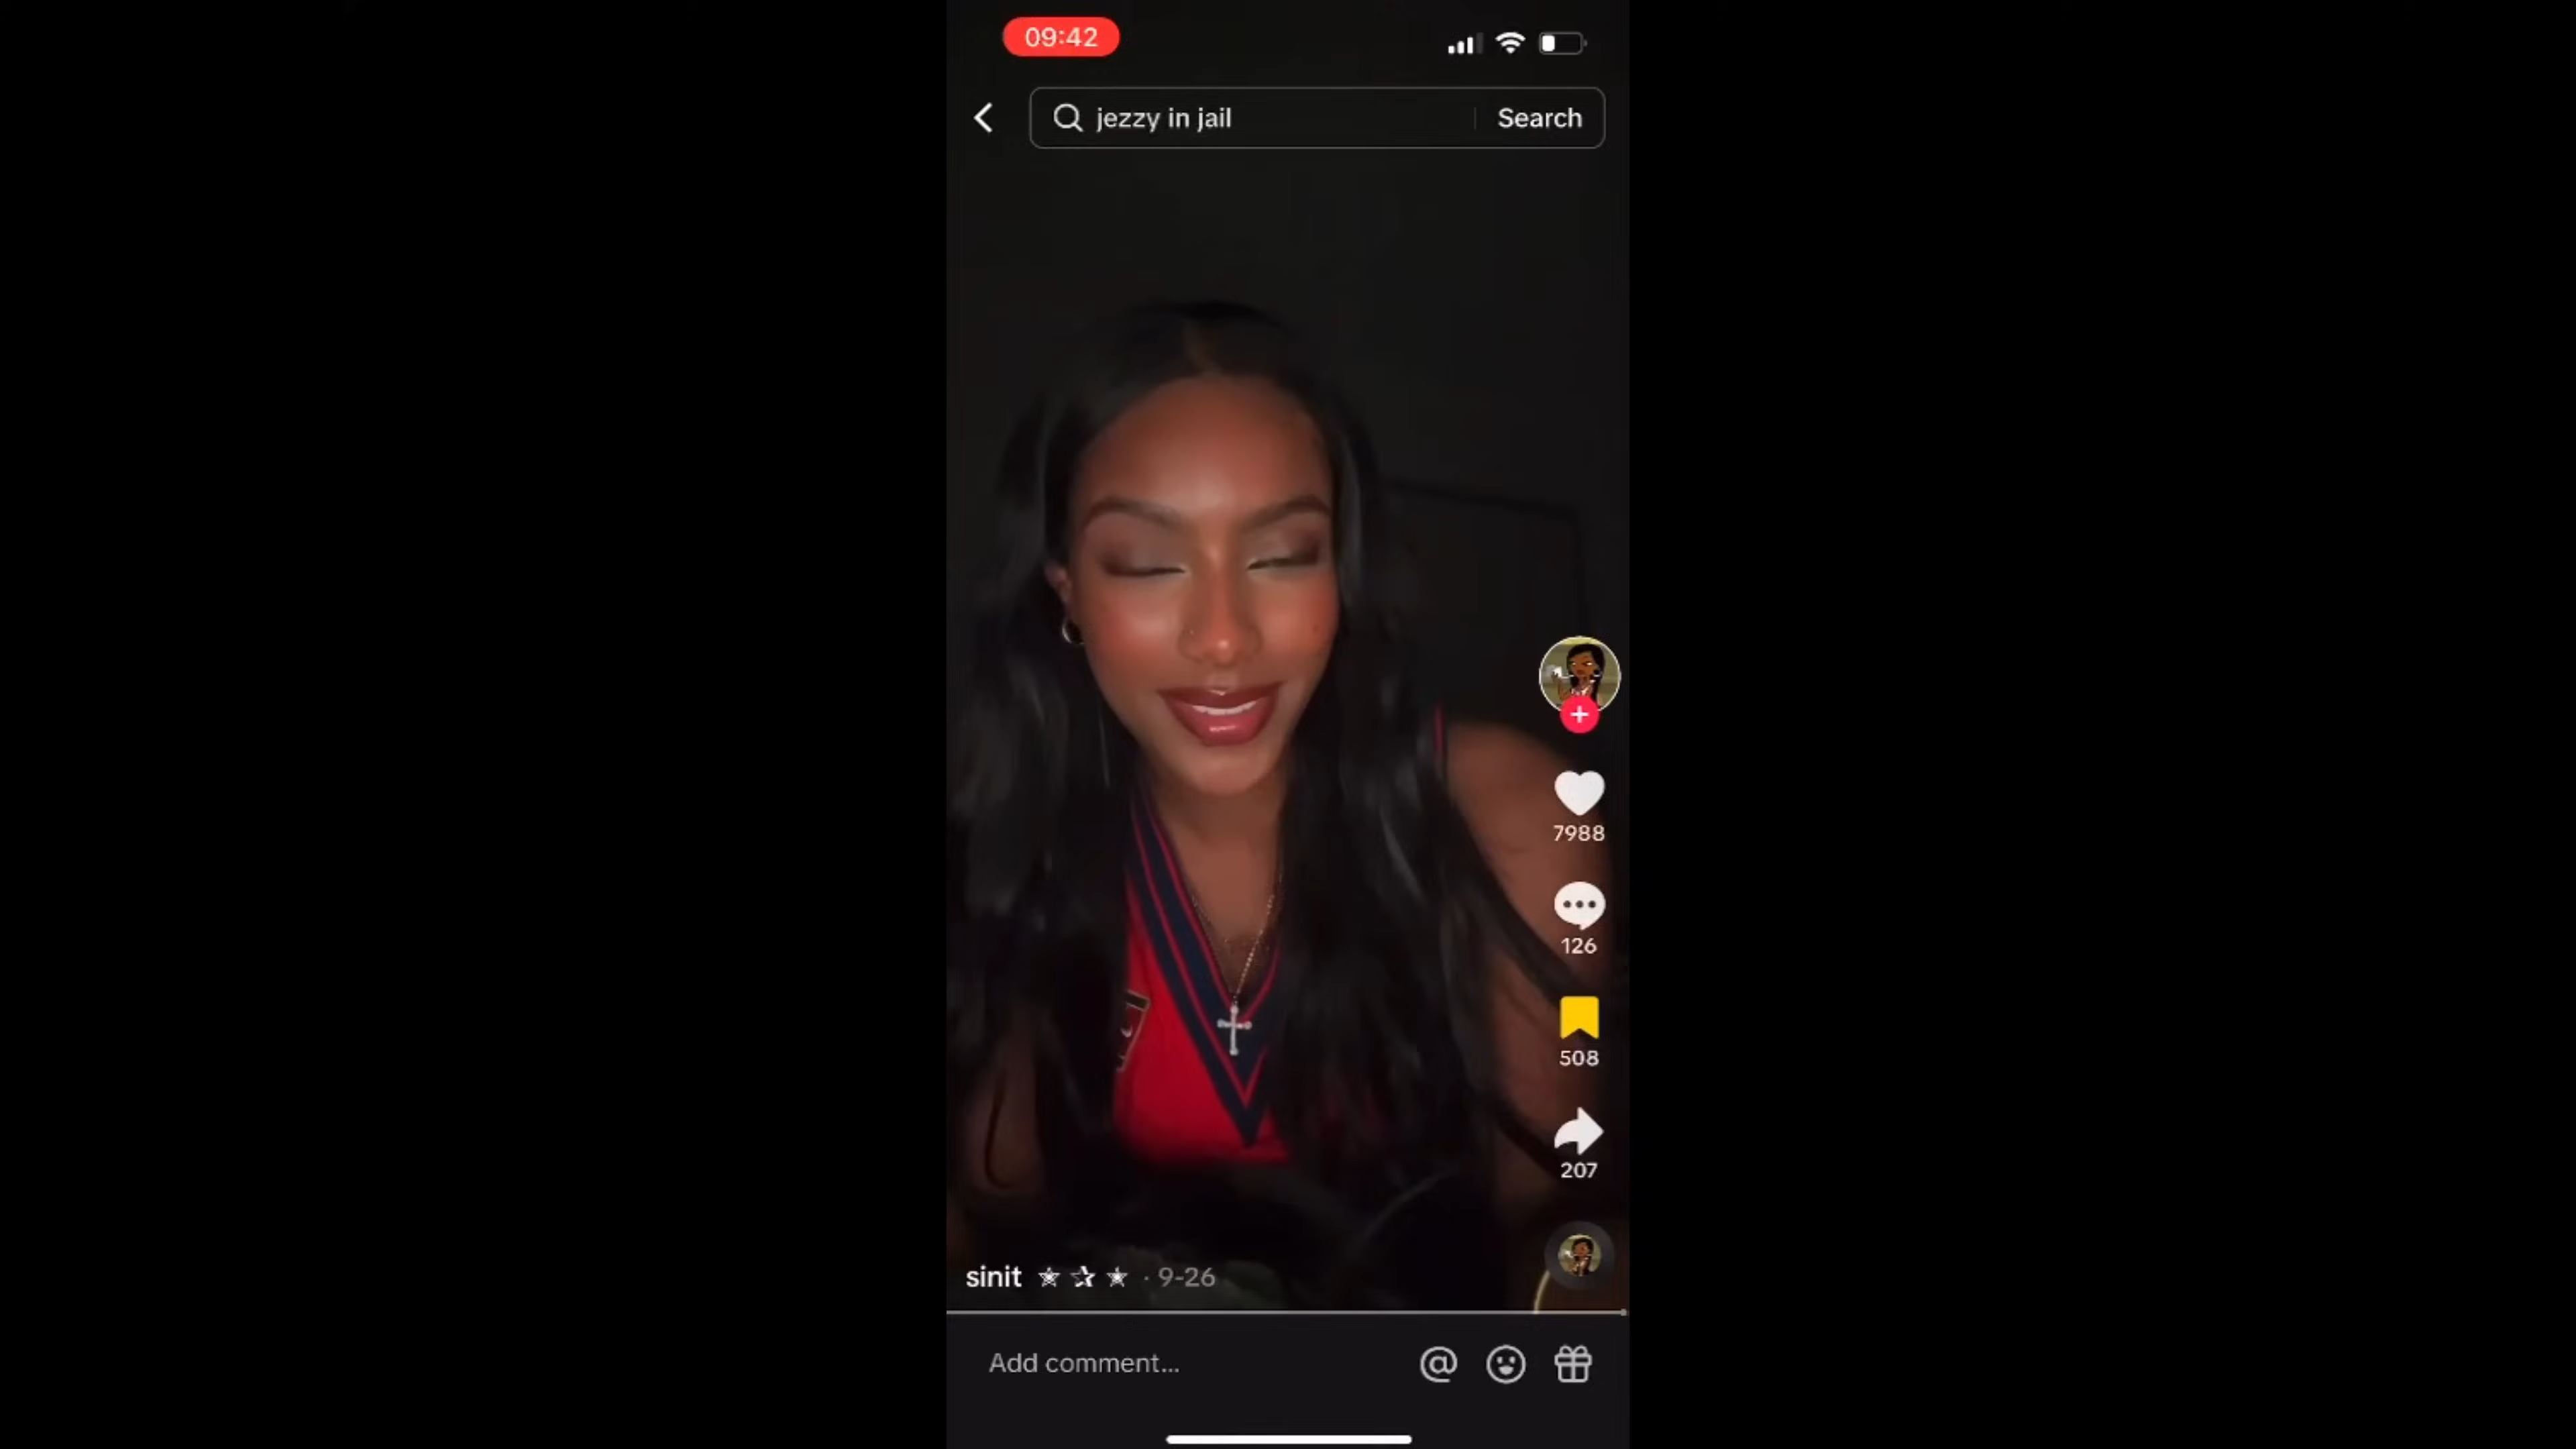 09:42
jezzy in jail
Search
7988
126
508
207
sinit ✯ ✰ ✯ · 9-26
Add comment...